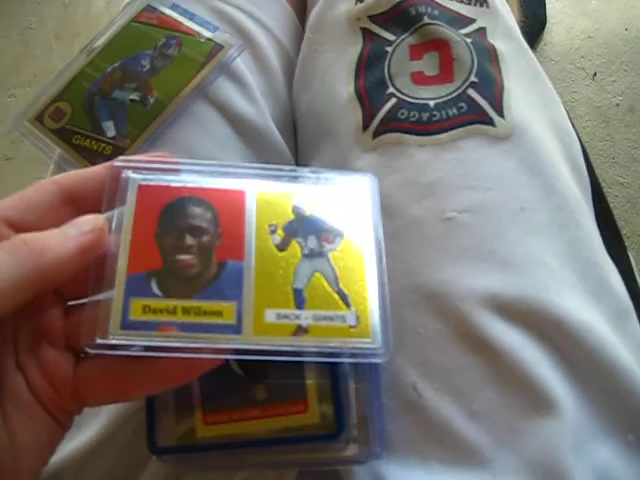 GIANTS
FIRE
C
CHICAGO
David Wilson
BACK - GIANTS